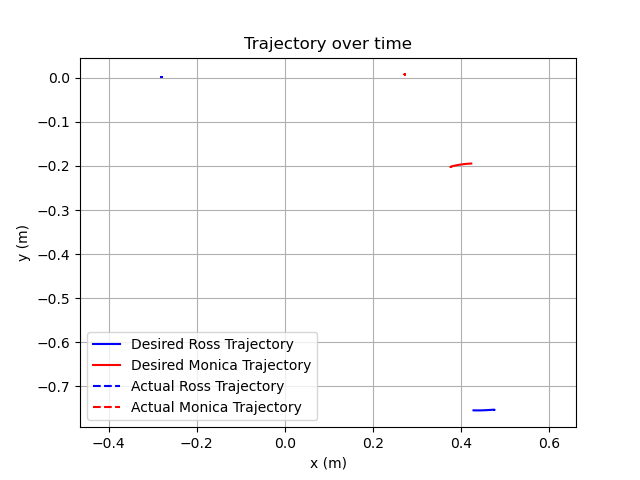 Trajectory over time
y (m)
0.0
−0.1
−0.2
−0.3
−0.4
−0.5
−0.6
−0.7
Desired Ross Trajectory
Desired Monica Trajectory
Actual Ross Trajectory
Actual Monica Trajectory
−0.4 −0.2 0.0 0.2 0.4 0.6
x (m)